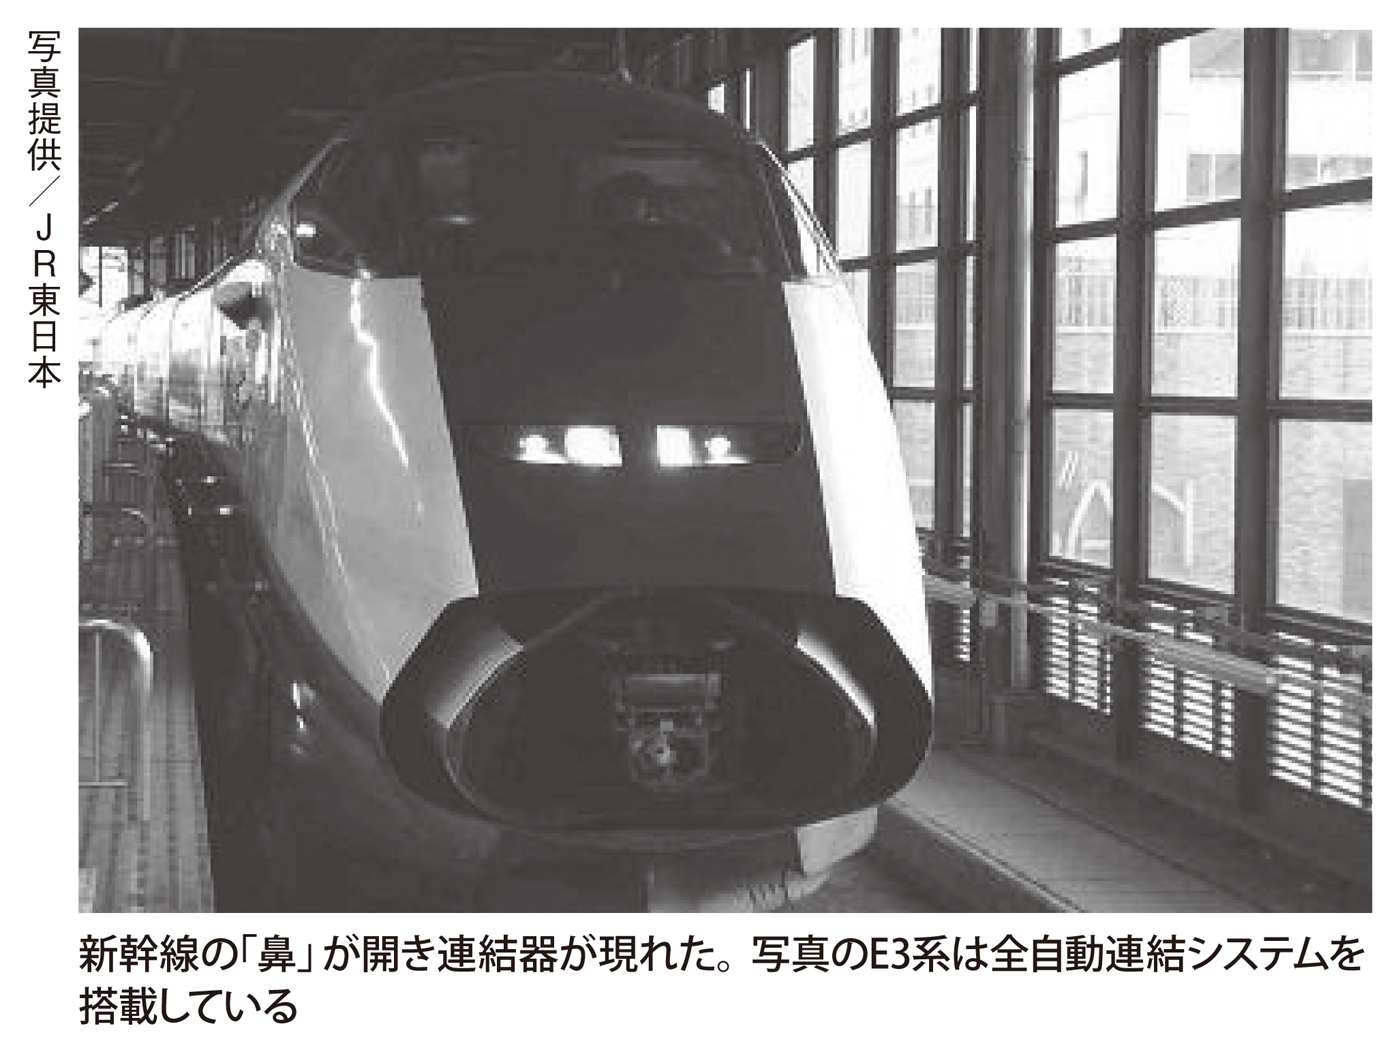 写真提供／JR東日本
新幹線の「鼻」が開き連結器が現れた。写真のE3系は全自動連結システムを
搭載している